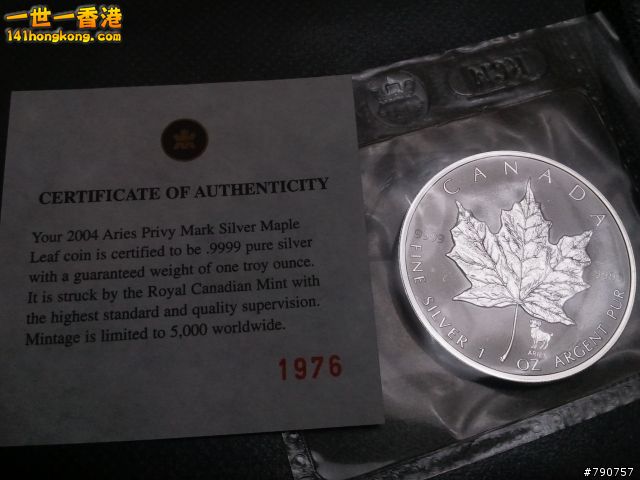 一世一香港
141hongkong.com
CERTIFICATE OF AUTHENTICITY
Your 2004 Aries Privy Mark Silver Maple
Leaf coin is certified to be .9999 pure silver
with a guaranteed weight of one troy ounce.
It is struck by the Royal Canadian Mint with
the highest standard and quality supervision.
Mintage is limited to 5,000 worldwide.
1976
CANADA
9999
9999
FINE SILVER 1 OZ ARGENT PUR
ARIES
#790757